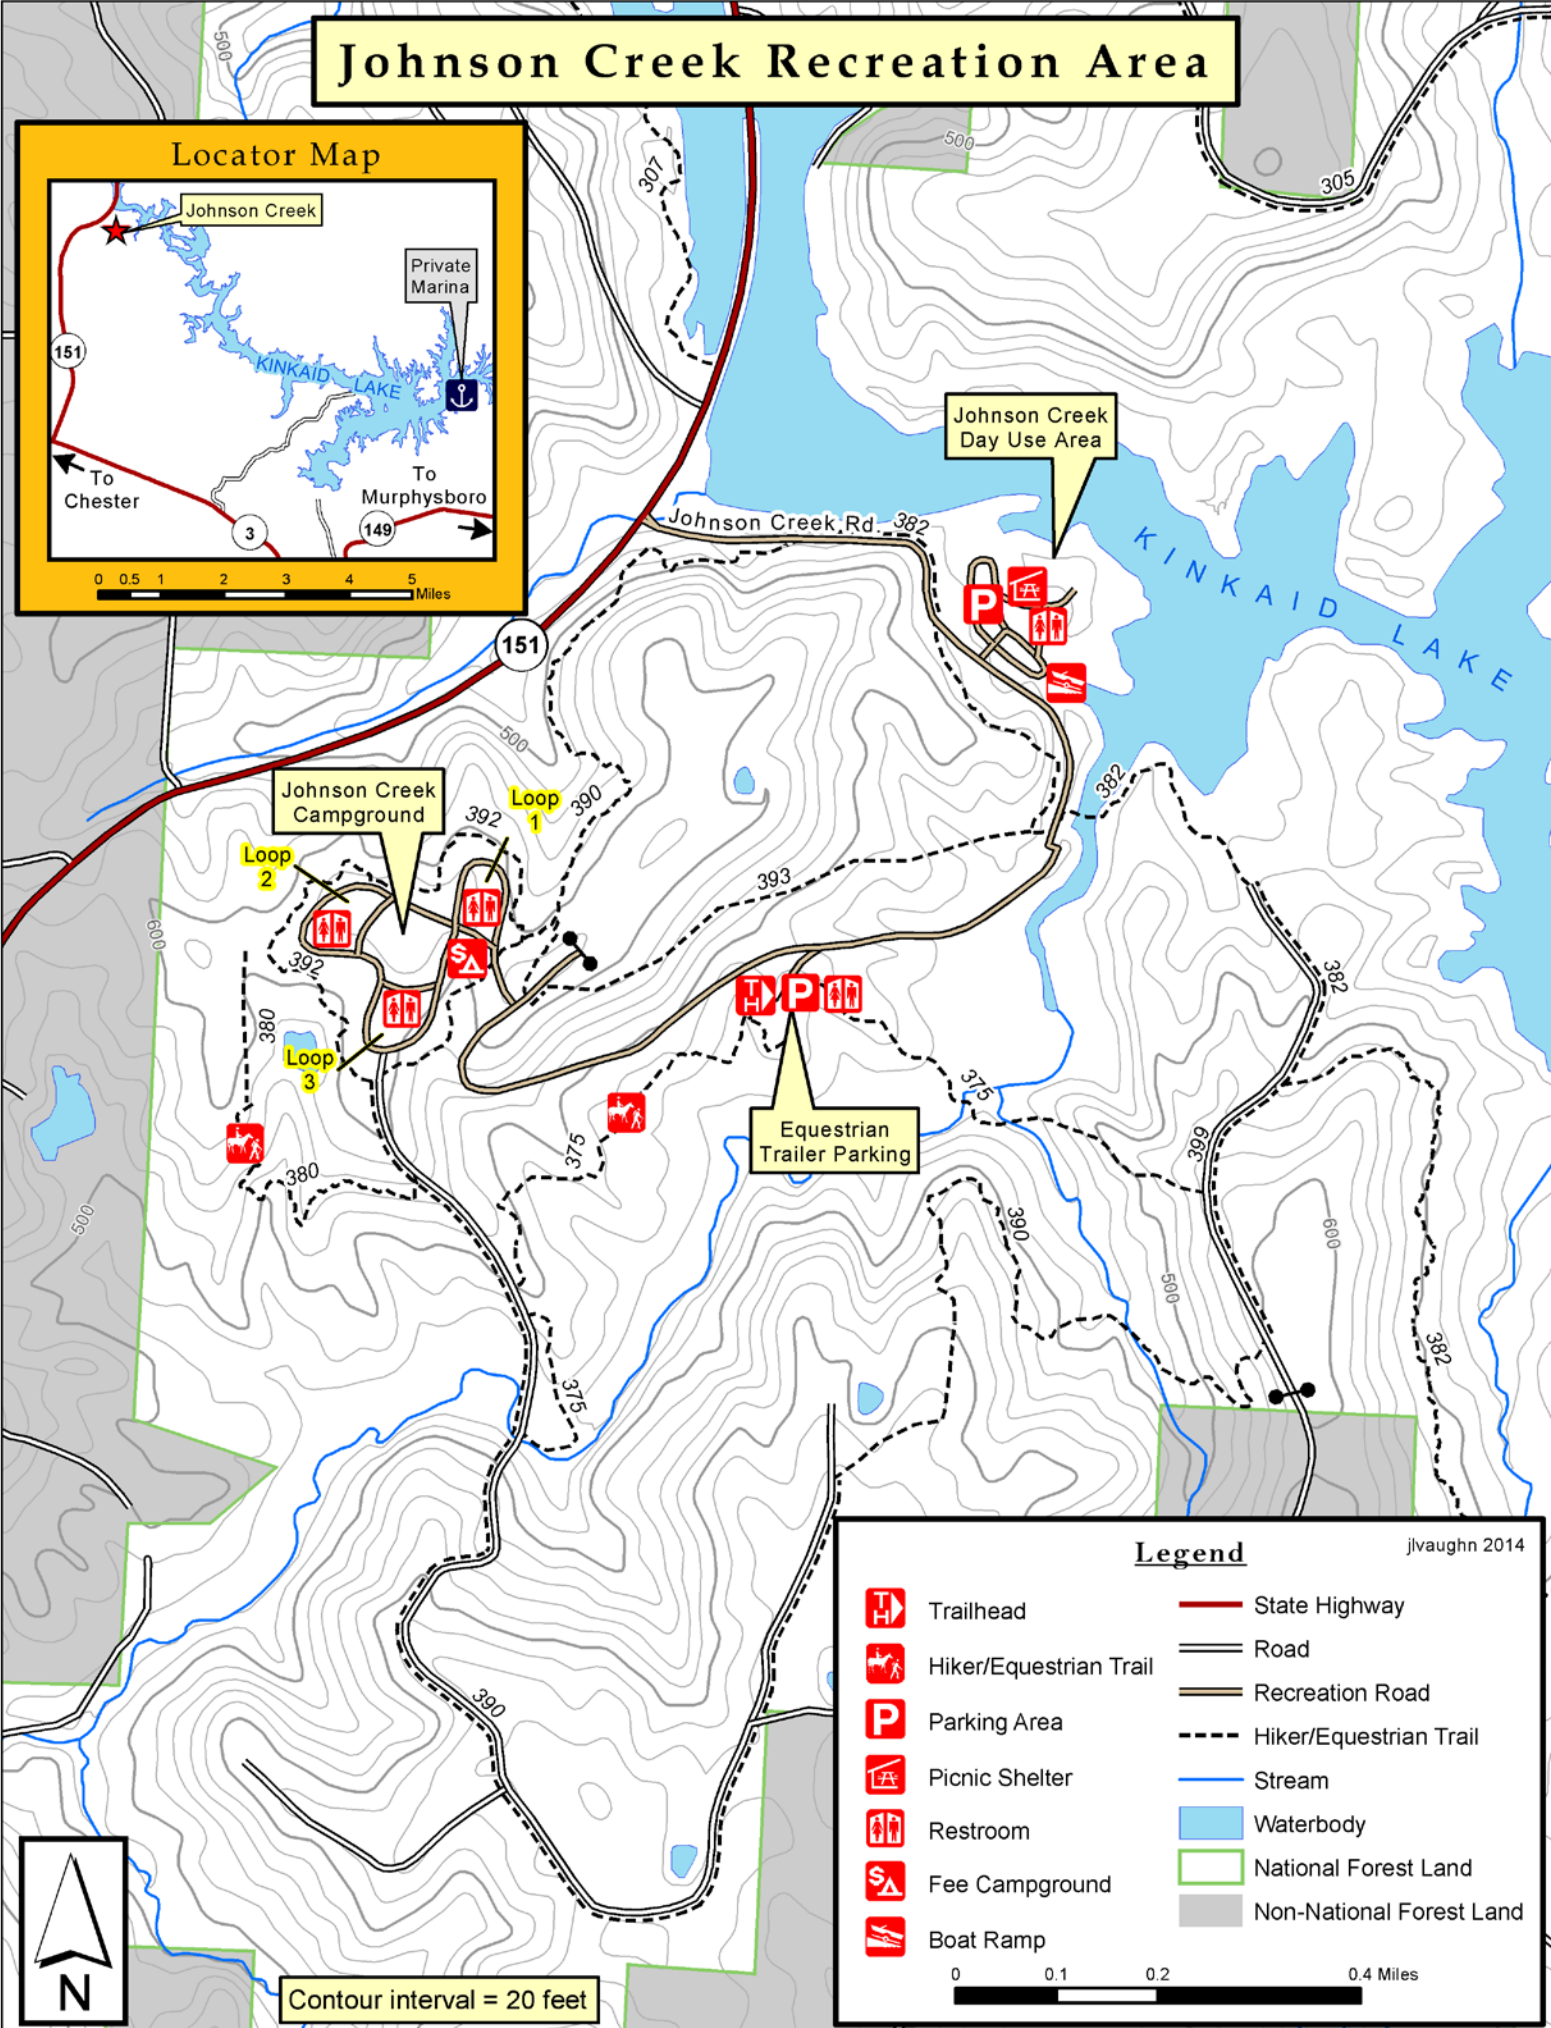 Johnson Creek Recreation Area
Locator Map
Johnson Creek
Private
Marina
151
KINKAID LAKE
To
Chester
To
Murphysboro
3
149
0 0.5 1 2 3 4 5
Miles
500
307
500
305
Johnson Creek
Day Use Area
Johnson Creek Rd.
382
P
KINKAID LAKE
151
500
Johnson Creek
Campground
392
Loop
1
390
382
Loop
2
393
600
392
$
382
TH
P
380
Loop
3
375
Equestrian
Trailer Parking
375
399
380
500
390
600
500
382
375
390
Legend
jlvaughn 2014
TH
Trailhead
Hiker/Equestrian Trail
P
Parking Area
Picnic Shelter
Restroom
$
Fee Campground
Boat Ramp
State Highway
Road
Recreation Road
Hiker/Equestrian Trail
Stream
Waterbody
National Forest Land
Non-National Forest Land
0 0.1 0.2 0.4 Miles
N
Contour interval = 20 feet